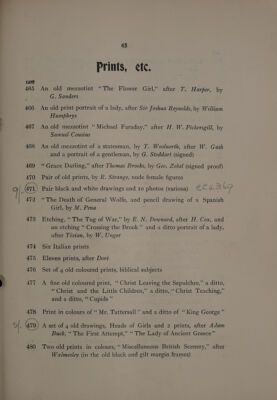 63
Prints, etc.
LOT
465 An old mezzotint "The Flower Girl," after T. Harper, by
G. Sanders
466 An old print portrait of a lady, after Sir Joshua Reynolds, by William
Humphrys
467 An old mezzotint "Michael Faraday," after H. W. Pickersgill, by
Samuel Cousins
468 An old mezzotint of a statesman, by T. Woolnoth, after W. Gush
and a portrait of a gentleman, by G. Stoddart (signed)
469 "Grace Darling," after Thomas Brooks, by Geo. Zobel (signed proof)
470 Pair of old prints, by R. Strange, nude female figures
471 Pair black and white drawings and 10 photos (various)
472 "The Death of General Wolfe, and pencil drawing of a Spanish
Girl, by M. Pena
473 Etching, "The Tug of War," by E. N. Downard, after H. Cox, and
an etching "Crossing the Brook" and a ditto portrait of a lady,
after Titian, by W. Unger
474 Six Italian prints
475 Eleven prints, after Doré
476 Set of 4 old coloured prints, biblical subjects
477 A fine old coloured print, "Christ Leaving the Sepulchre," a ditto,
"Christ and the Little Children," a ditto, "Christ Teaching,"
and a ditto, "Cupids"
478 Print in colours of "Mr. Tattersall" and a ditto of "King George"
479 A set of 4 old drawings, Heads of Girls and 2 prints, after Adam
Buck, "The First Attempt," "The Lady of Ancient Greece"
480 Two old prints in colours, "Miscellaneous British Scenery," after
Walmesley (in the old black and gilt margin frames)